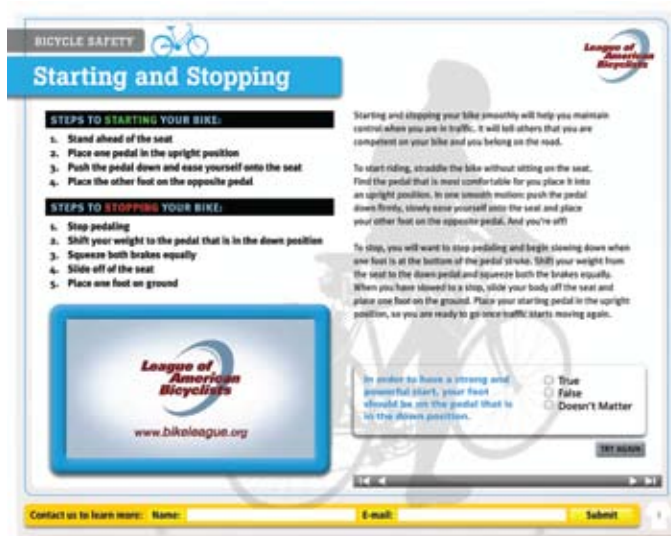 BICYCLE SAFETY
League of
American
Bicyclists
Starting and Stopping
STEPS TO STARTING YOUR BIKE:
1. Stand ahead of the seat
2. Place one pedal in the upright position
3. Push the pedal down and ease yourself onto the seat
4. Place the other foot on the opposite pedal
STEPS TO STOPPING YOUR BIKE:
1. Stop pedaling
2. Shift your weight to the pedal that is in the down position
3. Squeeze both brakes equally
4. Slide off of the seat
5. Place one foot on ground
League of
American
Bicyclists
www.bikeleague.org
Starting and stopping your bike smoothly will help you maintain
control when you are in traffic. It will tell others that you are
competent on your bike and you belong on the road.
To start riding, straddle the bike without sitting on the seat.
Find the pedal that is most comfortable for you place it into
an upright position. In one smooth motion: push the pedal
down firmly, slowly ease yourself onto the seat and place
your other foot on the opposite pedal. And you're off!
To stop, you will want to stop pedaling and begin slowing down when
one foot is at the bottom of the pedal stroke. Shift your weight from
the seat to the down pedal and squeeze both the brakes equally.
When you have slowed to a stop, slide your body off the seat and
place one foot on the ground. Place your starting pedal in the upright
position, so you are ready to go once traffic starts moving again.
In order to have a strong and
powerful start, your foot
should be on the pedal that is
in the down position.
True
False
Doesn't Matter
TRY AGAIN
Contact us to learn more: Name: E-mail: Submit